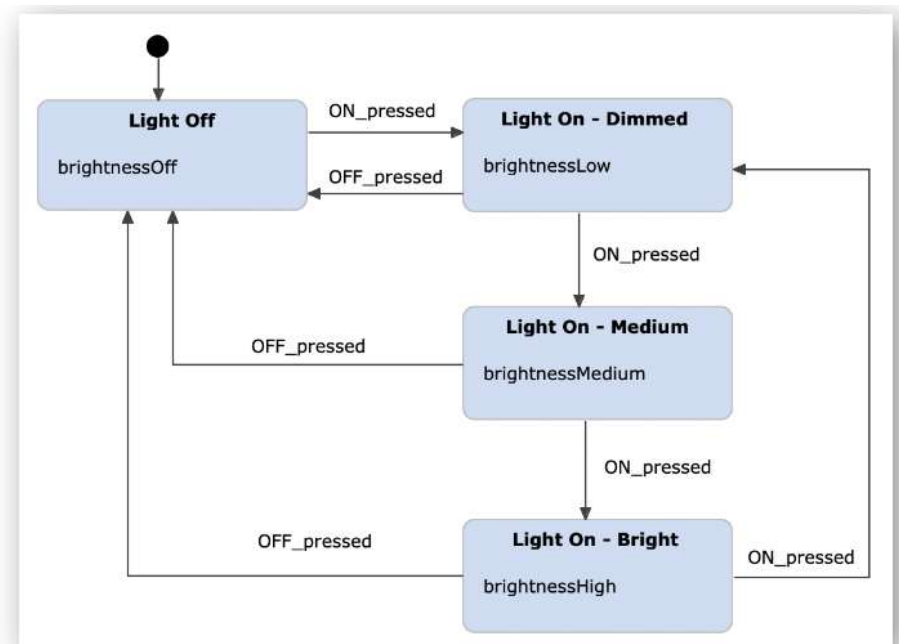 Light Off
brightnessOff
ON_pressed
OFF_pressed
Light On - Dimmed
brightnessLow
ON_pressed
Light On - Medium
brightnessMedium
OFF_pressed
ON_pressed
Light On - Bright
brightnessHigh
OFF_pressed
ON_pressed